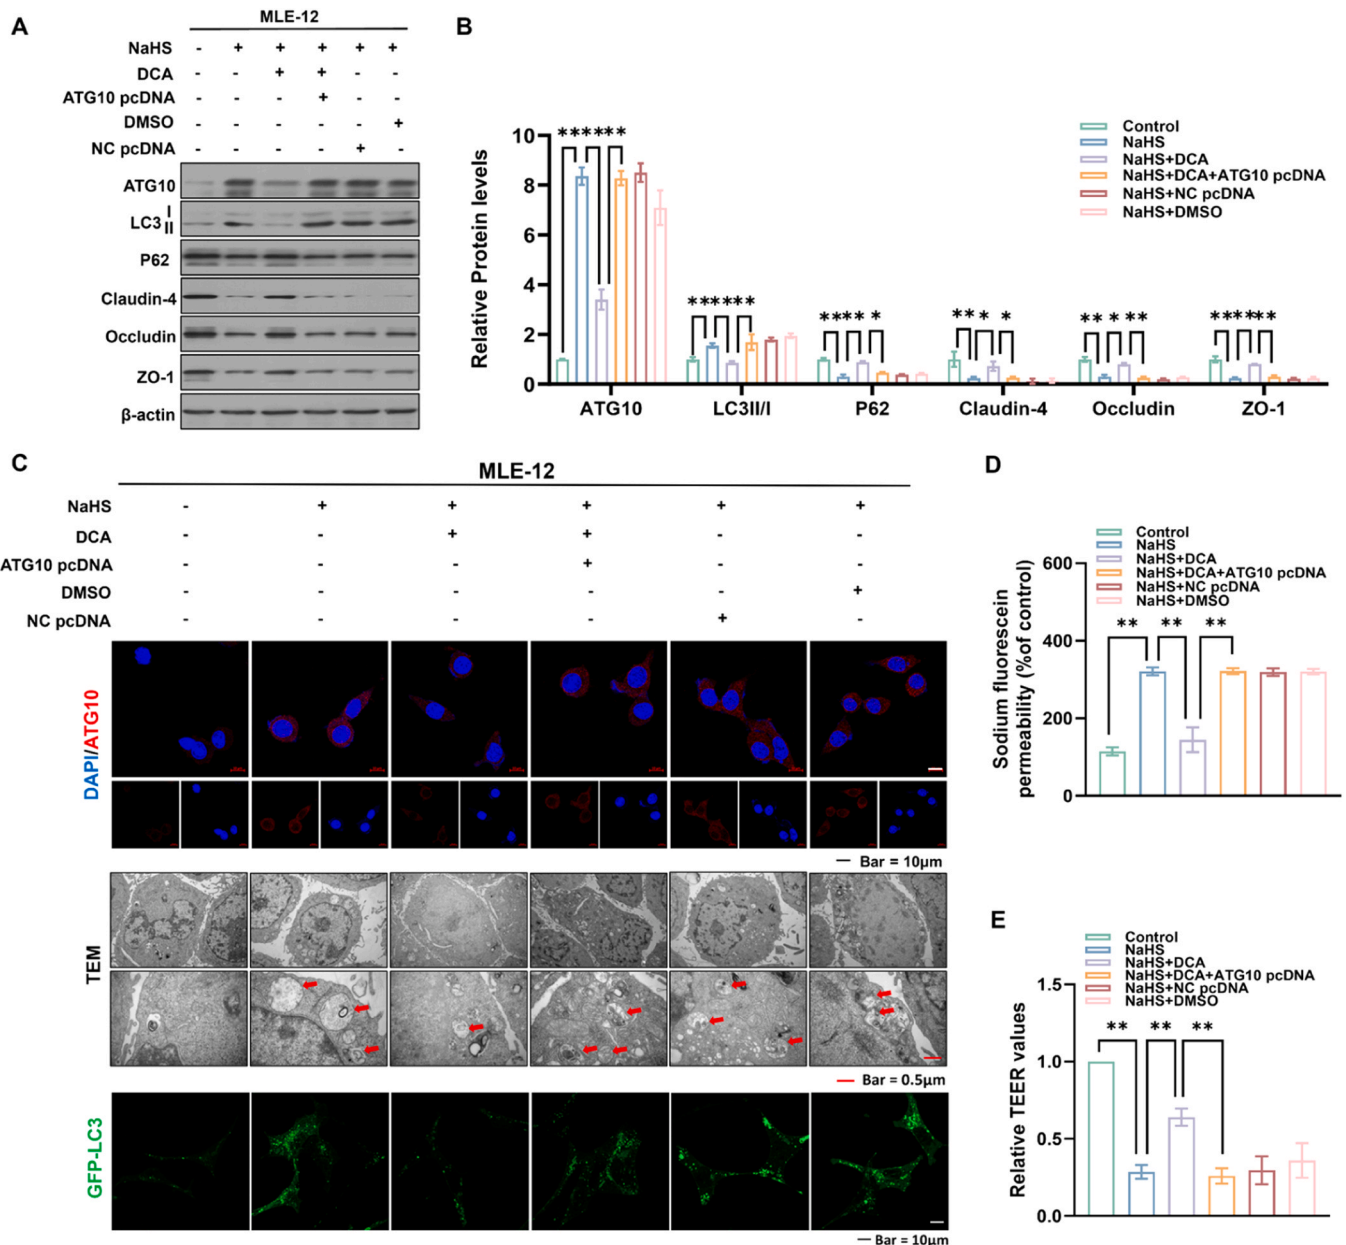 A
MLE-12
NaHS - + + + + +
DCA - - + + - -
ATG10 pcDNA - - - + - -
DMSO - - - - - +
NC pcDNA - - - - + -
ATG10
LC3 I
II
P62
Claudin-4
Occludin
ZO-1
β-actin
B
Control
NaHS
NaHS+DCA
NaHS+DCA+ATG10 pcDNA
NaHS+NC pcDNA
NaHS+DMSO
Relative Protein levels
10
8
6
4
2
0
** ** **
** ** **
** ** *
** * *
** * **
** ** **
ATG10 LC3II/I P62 Claudin-4 Occludin ZO-1
C
MLE-12
NaHS - + + + + +
DCA - - + + - -
ATG10 pcDNA - - - + - -
DMSO - - - - - +
NC pcDNA - - - - + -
DAPI/ATG10
Bar = 10μm
TEM
Bar = 0.5μm
GFP-LC3
Bar = 10μm
D
Control
NaHS
NaHS+DCA
NaHS+DCA+ATG10 pcDNA
NaHS+NC pcDNA
NaHS+DMSO
Sodium fluorescein
permeability (%of control)
600
400
200
0
** ** **
E
Control
NaHS
NaHS+DCA
NaHS+DCA+ATG10 pcDNA
NaHS+NC pcDNA
NaHS+DMSO
Relative TEER values
1.5
1.0
0.5
0.0
** ** **